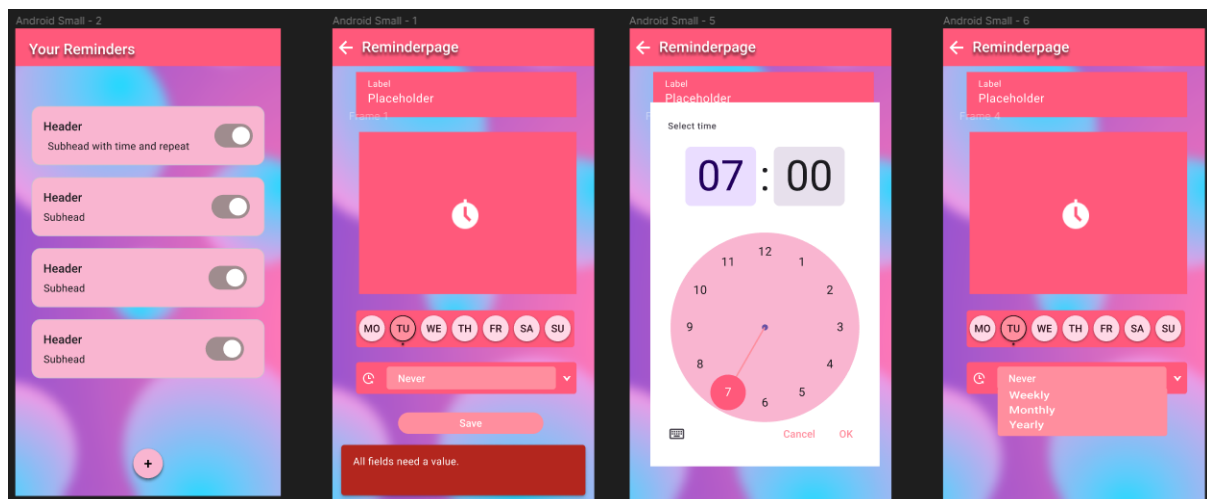 Android Small - 2
Your Reminders
Header
Subhead with time and repeat
Header
Subhead
Header
Subhead
Header
Subhead
+
Android Small - 1
Reminderpage
Label
Placeholder
Frame 1
MO TU WE TH FR SA SU
Never
Save
All fields need a value.
Android Small - 5
Reminderpage
Label
Placeholder
F
Select time
07 : 00
12
11 1
10 2
9 3
8 4
7 5
6
Cancel OK
Android Small - 6
Reminderpage
Label
Placeholder
Frame 4
MO TU WE TH FR SA SU
Never
Weekly
Monthly
Yearly